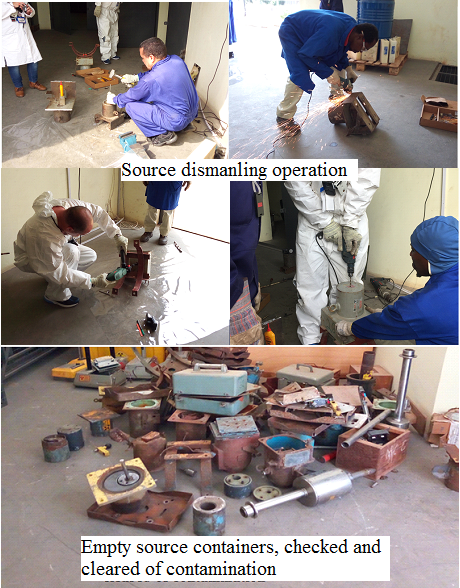 Source dismanling operation
Empty source containers, checked and
cleared of contamination